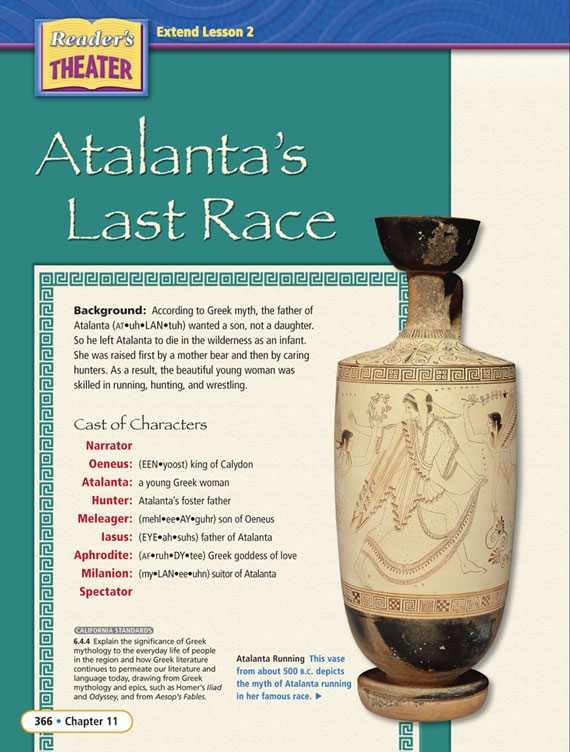 Reader's
THEATER
Extend Lesson 2
Atalanta's
Last Race
Background: According to Greek myth, the father of
Atalanta (AT•uh•LAN•tuh) wanted a son, not a daughter.
So he left Atalanta to die in the wilderness as an infant.
She was raised first by a mother bear and then by caring
hunters. As a result, the beautiful young woman was
skilled in running, hunting, and wrestling.
Cast of Characters
Narrator
Oeneus: (EEN•yoost) king of Calydon
Atalanta: a young Greek woman
Hunter: Atalanta's foster father
Meleager: (mehl•ee•AY•guhr) son of Oeneus
Iasus: (EYE•ah•suhs) father of Atalanta
Aphrodite: (AF•ruh•DY•tee) Greek goddess of love
Milanion: (my•LAN•ee•uhn) suitor of Atalanta
Spectator
CALIFORNIA STANDARDS
6.4.4 Explain the significance of Greek
mythology to the everyday life of people
in the region and how Greek literature
continues to permeate our literature and
language today, drawing from Greek
mythology and epics, such as Homer's Iliad
and Odyssey, and from Aesop's Fables.
Atalanta Running This vase
from about 500 B.C. depicts
the myth of Atalanta running
in her famous race. ▶
366 • Chapter 11